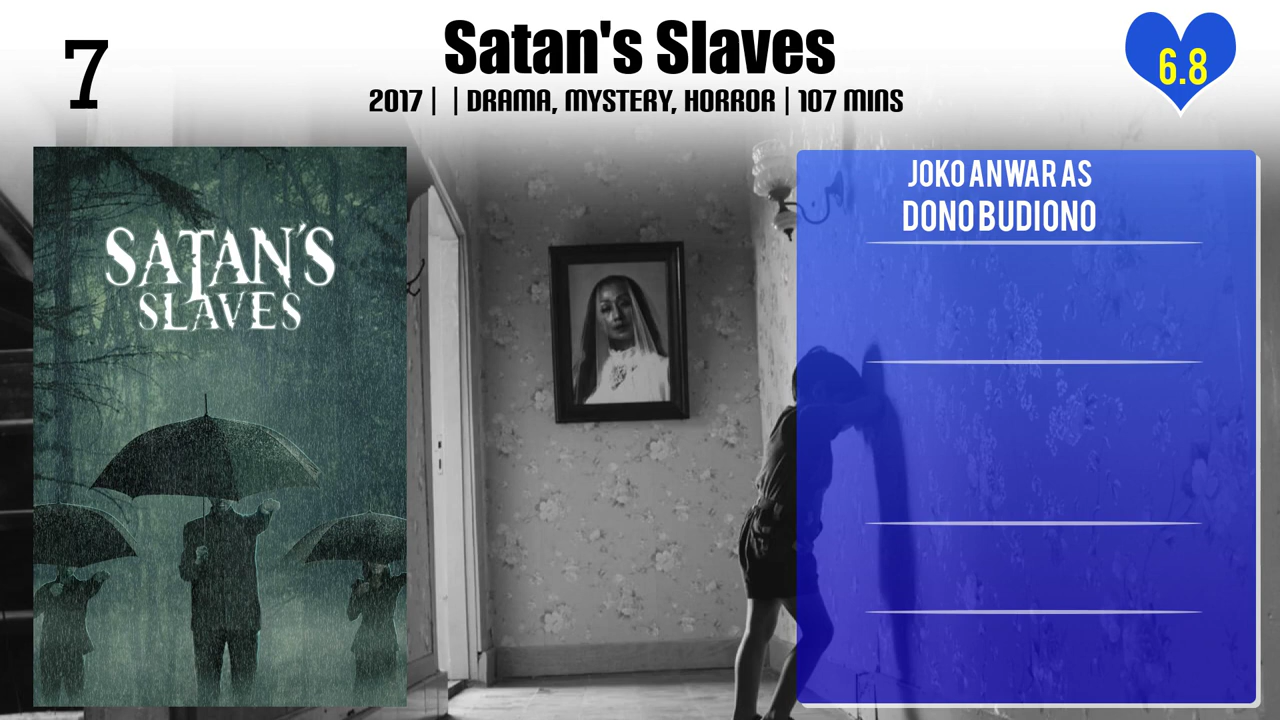 7
Satan's Slaves
2017 | | DRAMA, MYSTERY, HORROR | 107 MINS
6.8
SATAN'S
SLAVES
JOKO ANWAR AS
DONO BUDIONO